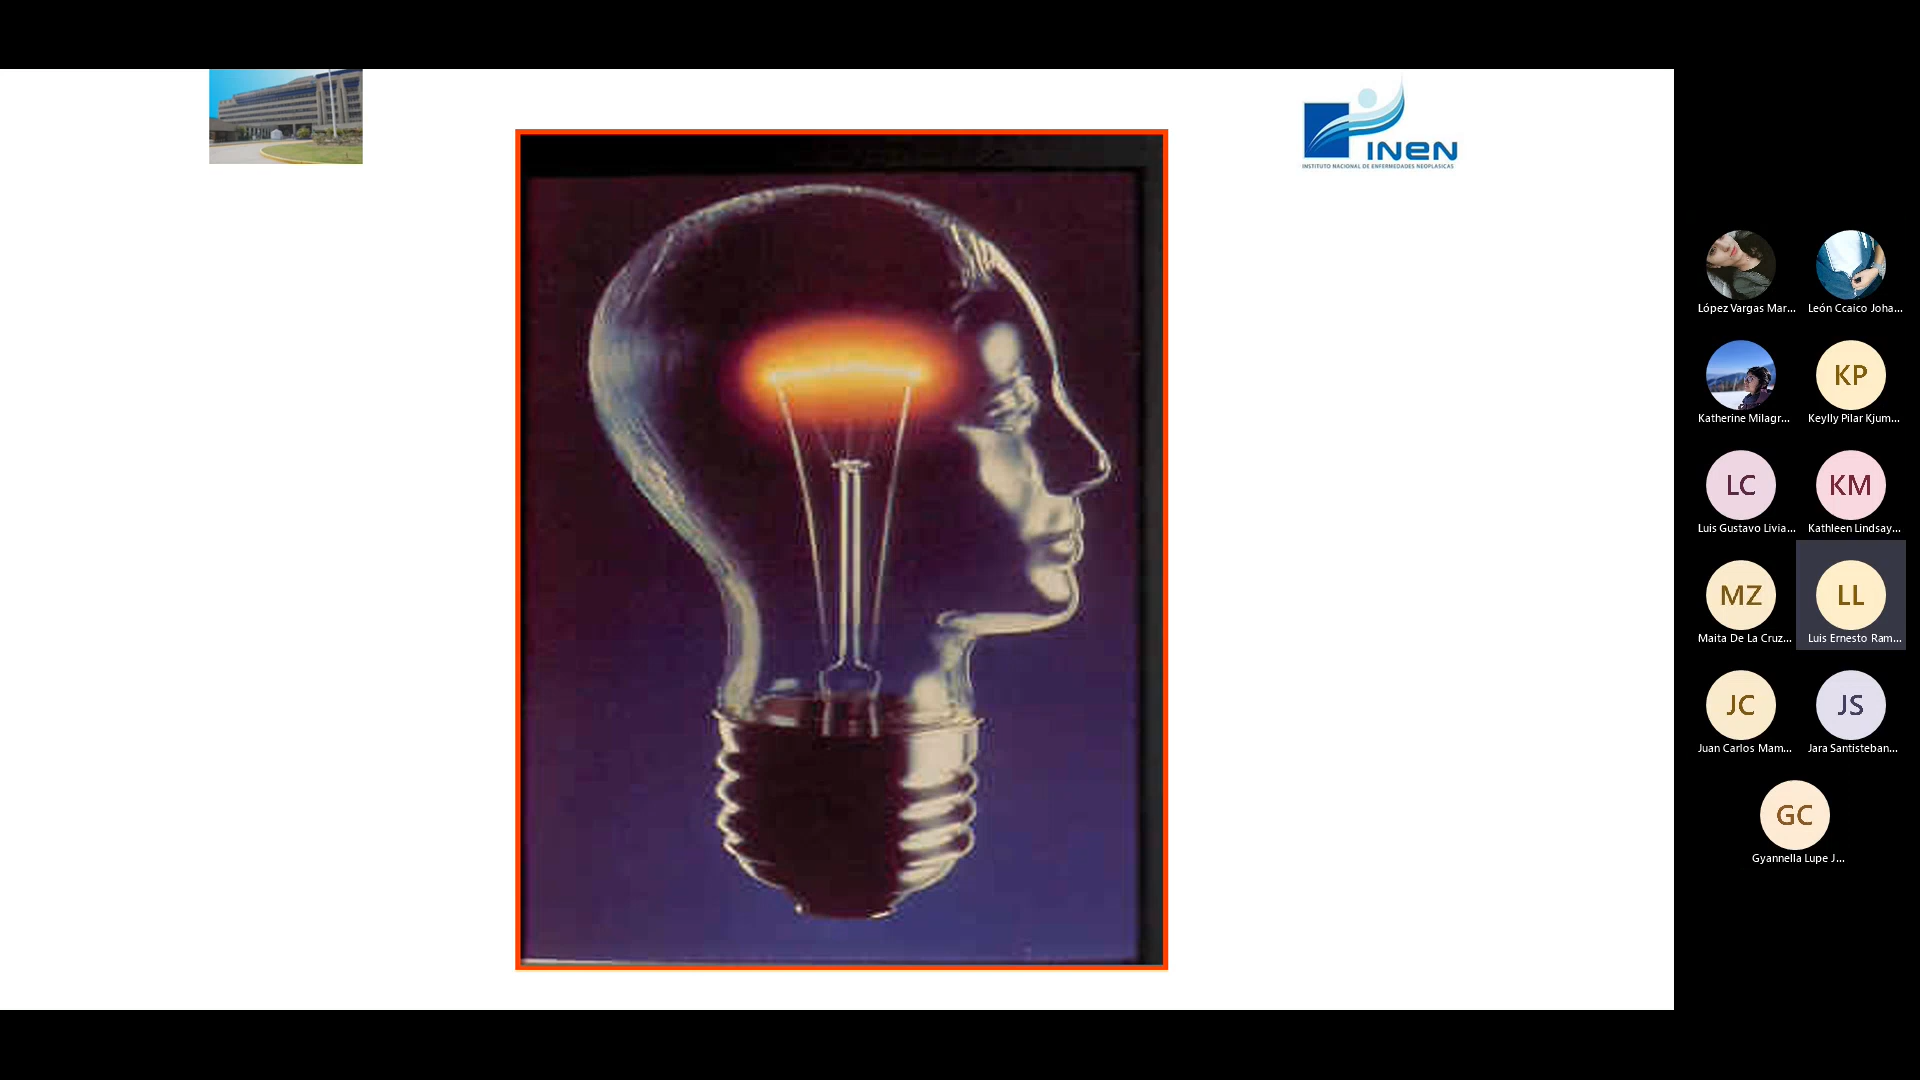 INEN
INSTITUTO NACIONAL DE ENFERMEDADES NEOPLASICAS
López Vargas Mar...
León Ccaico Joha...
Katherine Milagr...
KP
Keylly Pilar Kjum...
LC
Luis Gustavo Livia...
KM
Kathleen Lindsay...
MZ
Maita De La Cruz...
LL
Luis Ernesto Ram...
JC
Juan Carlos Mam...
JS
Jara Santisteban...
GC
Gyannella Lupe J...